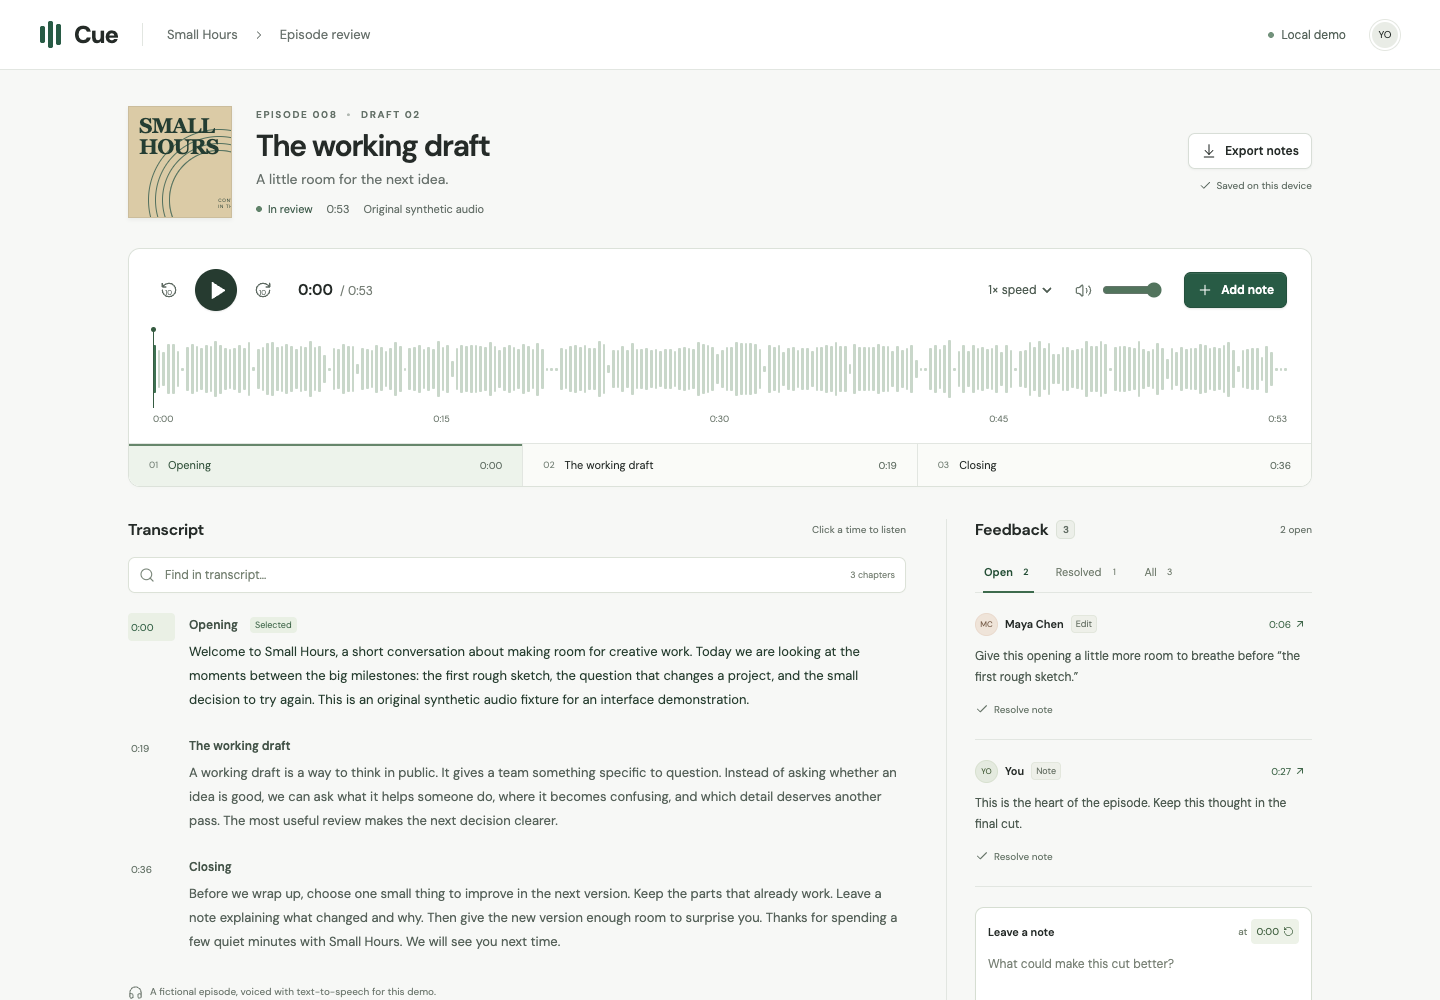 Cue
Small Hours
Episode review
Local demo
YO
SMALL
HOURS
EPISODE 008 • DRAFT 02
The working draft
A little room for the next idea.
In review 0:53 Original synthetic audio
Export notes
Saved on this device
10
10
0:00 / 0:53
1× speed
Add note
0:00 0:15 0:30 0:45 0:53
01 Opening 0:00
02 The working draft 0:19
03 Closing 0:36
Transcript
Click a time to listen
Find in transcript…
3 chapters
0:00
Opening
Selected
Welcome to Small Hours, a short conversation about making room for creative work. Today we are looking at the
moments between the big milestones: the first rough sketch, the question that changes a project, and the small
decision to try again. This is an original synthetic audio fixture for an interface demonstration.
0:19
The working draft
A working draft is a way to think in public. It gives a team something specific to question. Instead of asking whether an
idea is good, we can ask what it helps someone do, where it becomes confusing, and which detail deserves another
pass. The most useful review makes the next decision clearer.
0:36
Closing
Before we wrap up, choose one small thing to improve in the next version. Keep the parts that already work. Leave a
note explaining what changed and why. Then give the new version enough room to surprise you. Thanks for spending a
few quiet minutes with Small Hours. We will see you next time.
A fictional episode, voiced with text-to-speech for this demo.
Feedback 3
2 open
Open 2
Resolved 1
All 3
MC Maya Chen Edit 0:06
Give this opening a little more room to breathe before “the
first rough sketch.”
Resolve note
YO You Note 0:27
This is the heart of the episode. Keep this thought in the
final cut.
Resolve note
Leave a note
at 0:00
What could make this cut better?